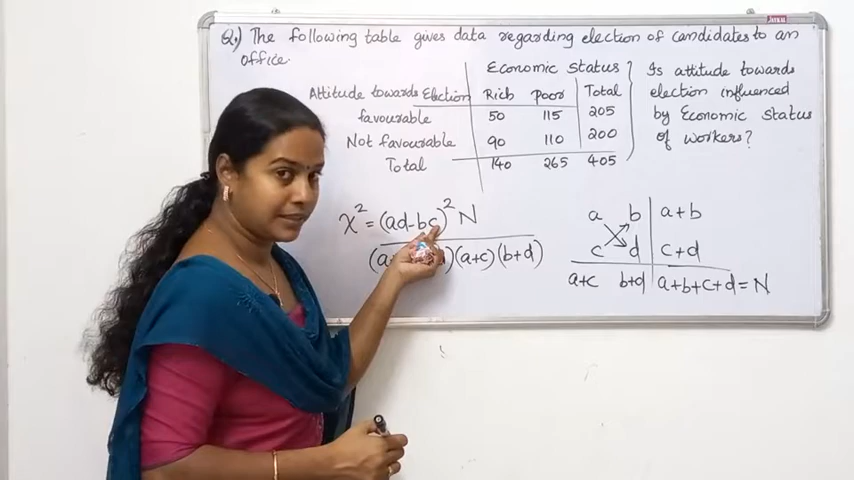 Q.) The following table gives data regarding election of candidates to an
office.
Economic Status
Attitude towards Election Rich Poor Total
favourable 50 115 205
Not favourable 90 110 200
Total 140 265 405
Is attitude towards
election influenced
by Economic Status
of workers?
χ² = (ad-bc)² N
(a+c)(b+d)
a b a+b
c d c+d
a+c b+d a+b+c+d=N